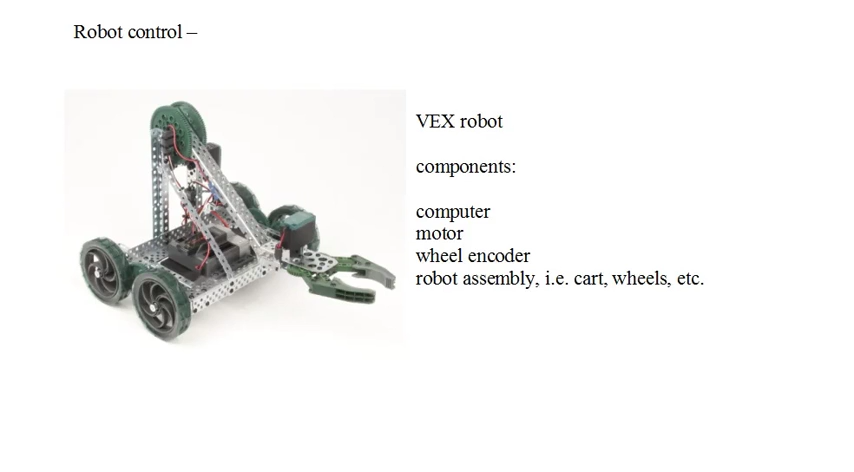 Robot control –
VEX robot
components:
computer
motor
wheel encoder
robot assembly, i.e. cart, wheels, etc.